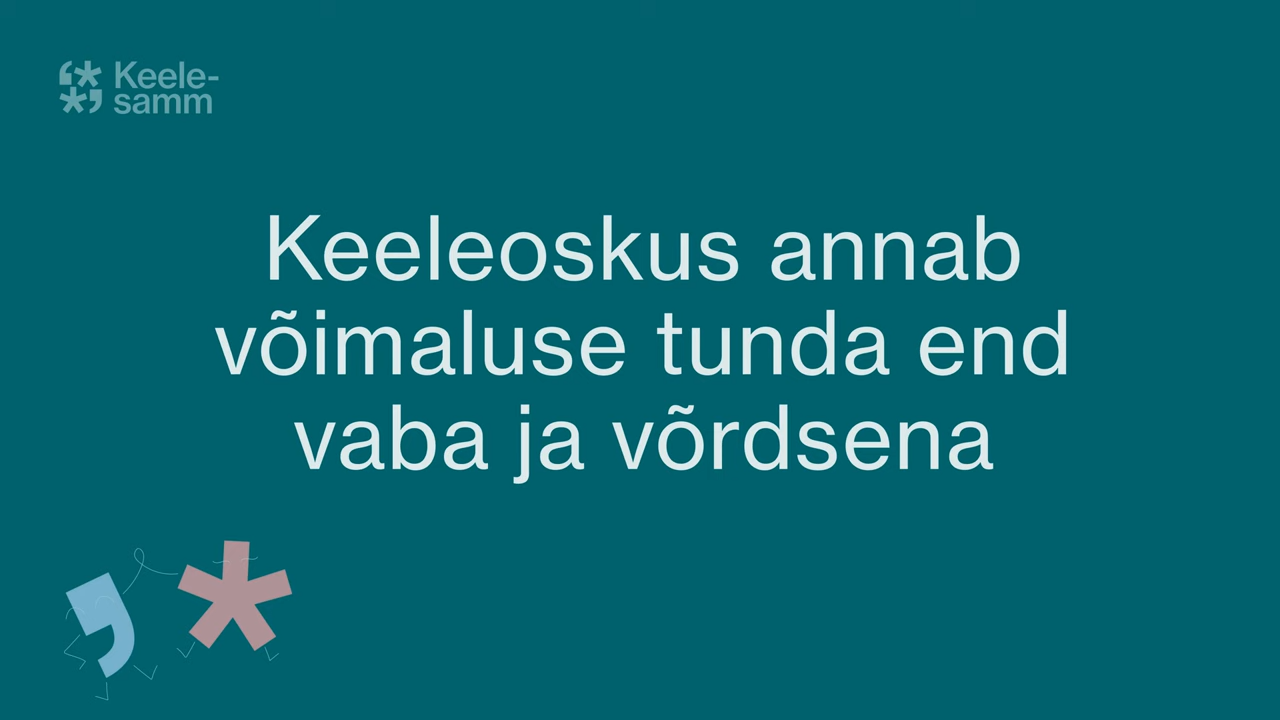 Keele-
samm
Keeleoskus annab
võimaluse tunda end
vaba ja võrdsena